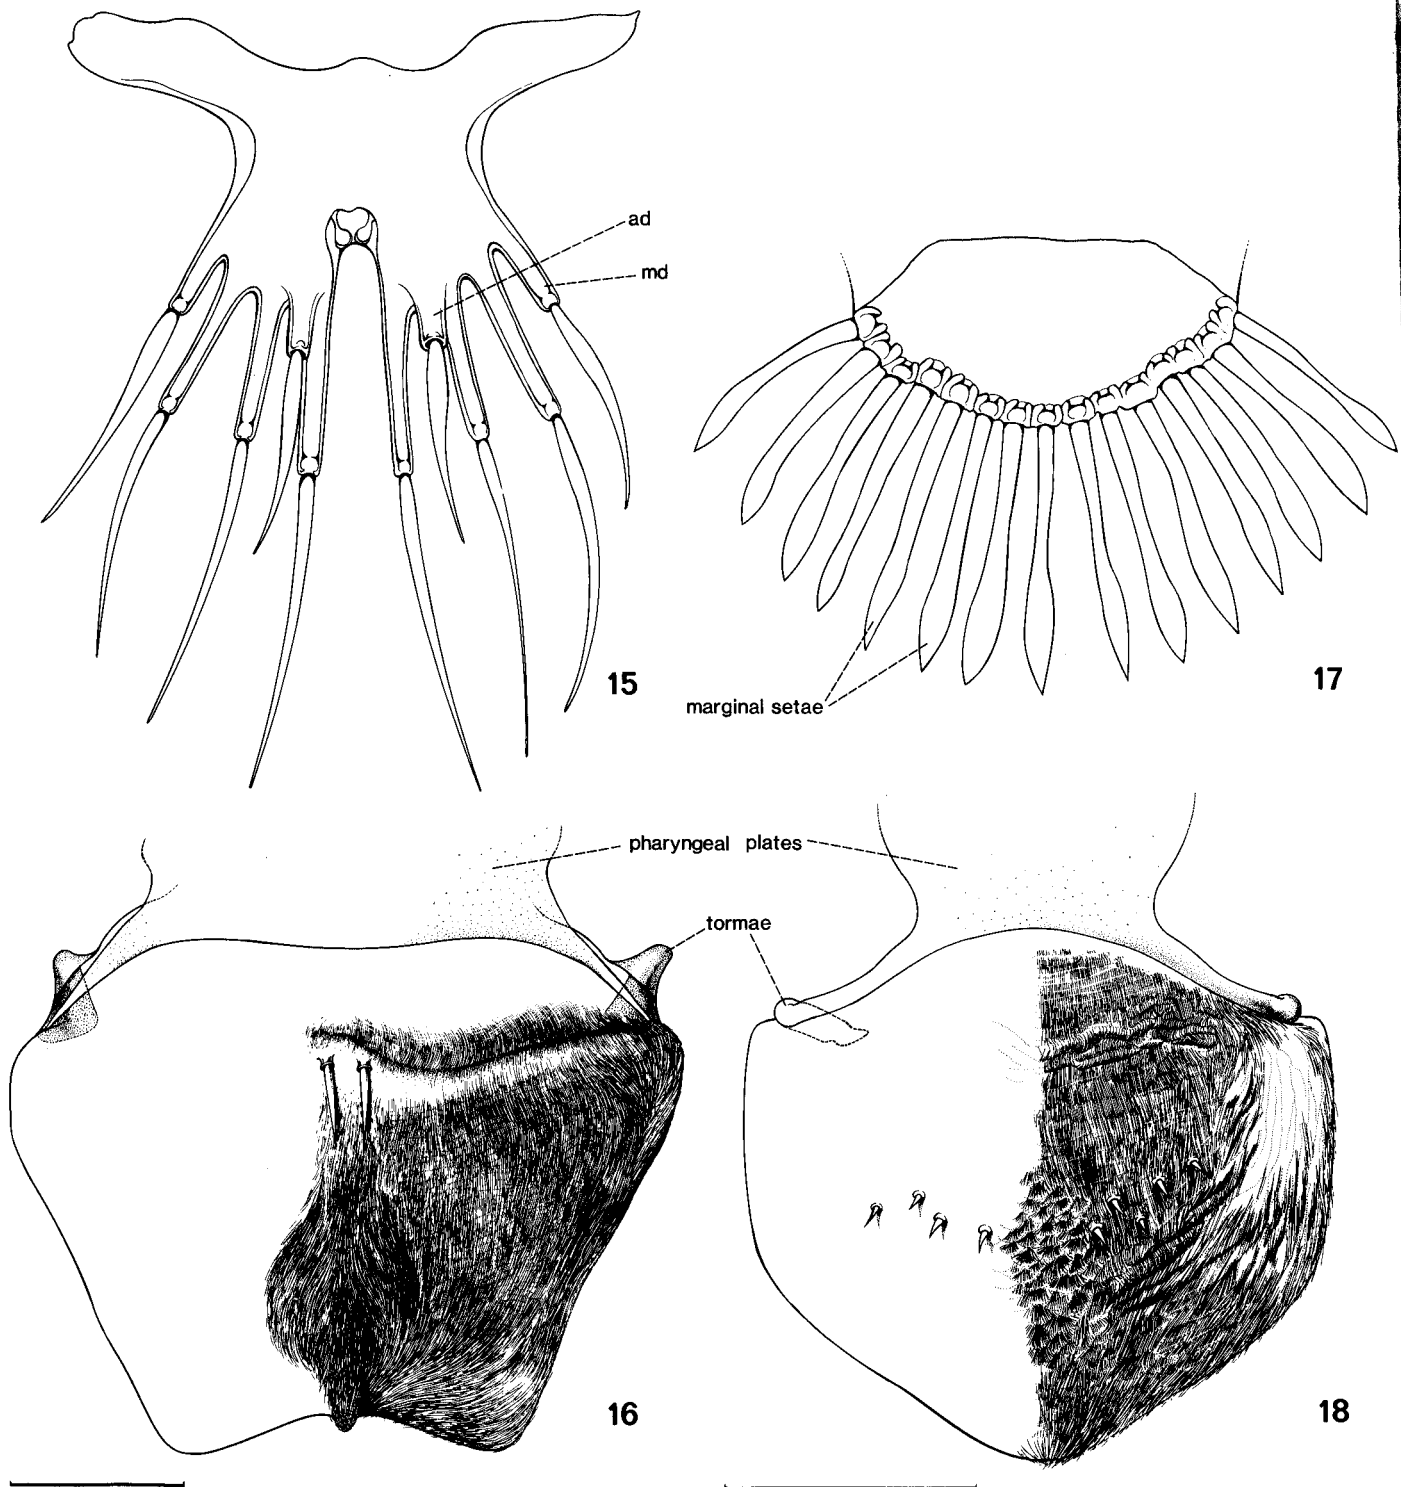 ad
md
15
17
marginal setae
pharyngeal plates
tormae
16
18